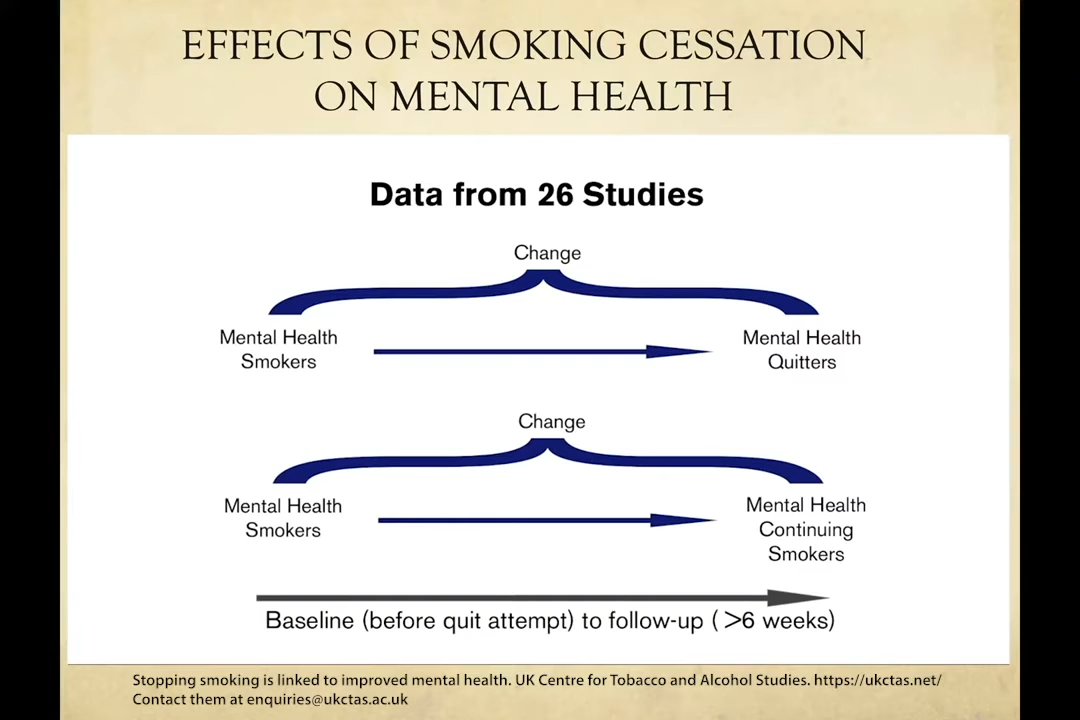 EFFECTS OF SMOKING CESSATION
ON MENTAL HEALTH
Data from 26 Studies
Change
Mental Health
Smokers
Mental Health
Quitters
Change
Mental Health
Smokers
Mental Health
Continuing
Smokers
Baseline (before quit attempt) to follow-up ( >6 weeks)
Stopping smoking is linked to improved mental health. UK Centre for Tobacco and Alcohol Studies. https://ukctas.net/
Contact them at enquiries@ukctas.ac.uk